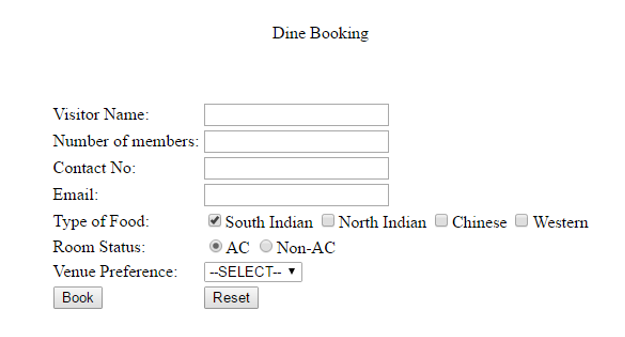 Dine Booking
Visitor Name:
Number of members:
Contact No:
Email:
Type of Food: South Indian North Indian Chinese Western
Room Status: AC Non-AC
Venue Preference: --SELECT--
Book Reset